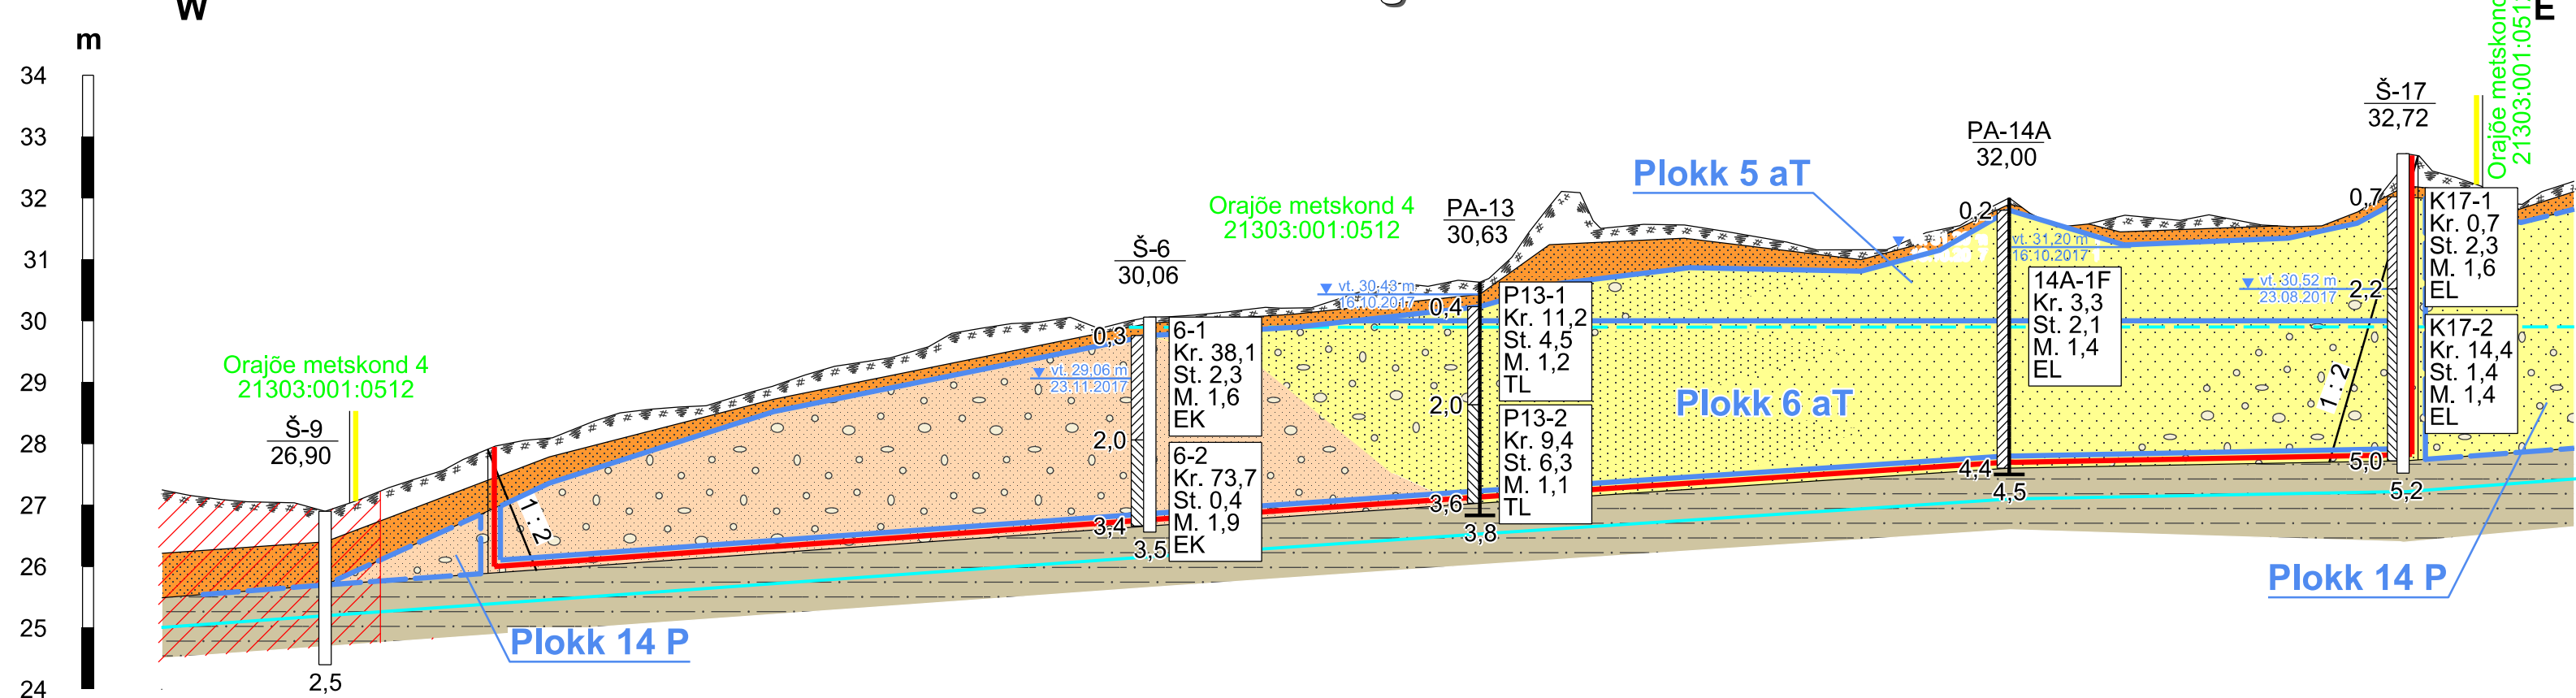 W
E
m
34
33
32
31
30
29
28
27
26
25
24
Orajõe metskond 4
21303:001:0512
Š-9
26,90
2,5
1:2
Plokk 14 P
Š-6
30,06
0,3
vt. 29,06 m
23.11.2017
2,0
3,4
3,5
6-1
Kr. 38,1
St. 2,3
M. 1,6
EK
6-2
Kr. 73,7
St. 0,4
M. 1,9
EK
Orajõe metskond 4
21303:001:0512
PA-13
30,63
vt. 30,43 m
16.10.2017
0,4
2,0
3,6
3,8
P13-1
Kr. 11,2
St. 4,5
M. 1,2
TL
P13-2
Kr. 9,4
St. 6,3
M. 1,1
TL
Plokk 5 aT
Plokk 6 aT
PA-14A
32,00
0,2
vt. 31,20 m
16.10.2017
14A-1F
Kr. 3,3
St. 2,1
M. 1,4
EL
4,4
4,5
Š-17
32,72
0,7
vt. 30,52 m
23.08.2017
2,2
1:2
5,0
5,2
K17-1
Kr. 0,7
St. 2,3
M. 1,6
EL
K17-2
Kr. 14,4
St. 1,4
M. 1,4
EL
Orajõe metskond
21303:001:051
Plokk 14 P